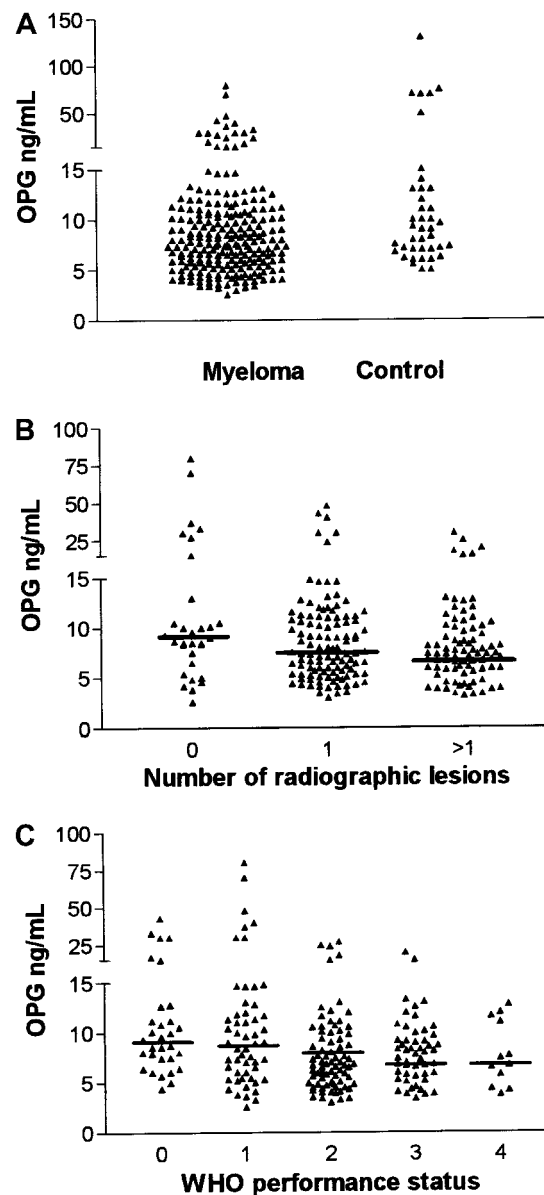 A
150
100
50
15
10
5
0
OPG ng/mL
Myeloma Control
B
100
75
50
25
15
10
5
0
OPG ng/mL
0 1 >1
Number of radiographic lesions
C
100
75
50
25
15
10
5
0
OPG ng/mL
0 1 2 3 4
WHO performance status